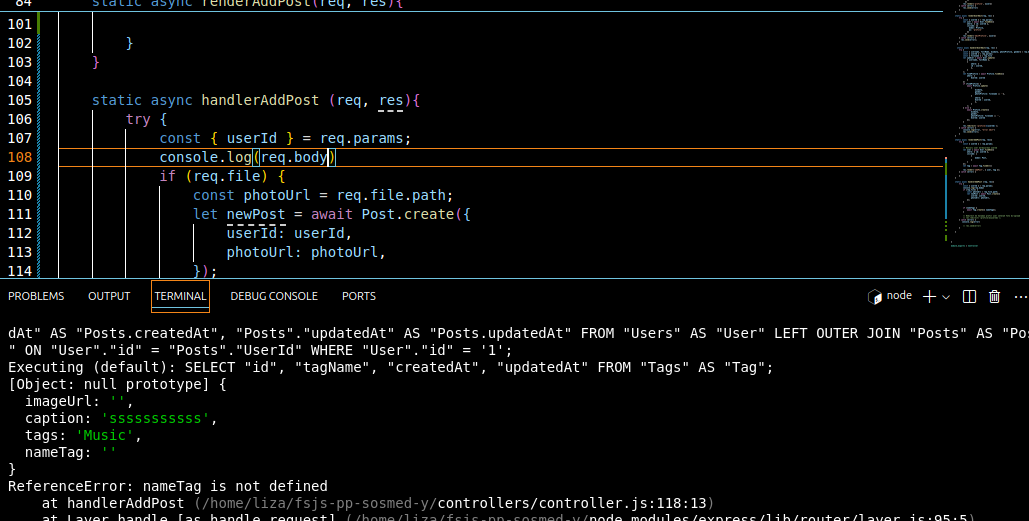 84 static async renderAddPost(req, res){
101
102 }
103 }
104
105 static async handlerAddPost (req, res){
106 try {
107 const { userId } = req.params;
108 console.log(req.body)
109 if (req.file) {
110 const photoUrl = req.file.path;
111 let newPost = await Post.create({
112 userId: userId,
113 photoUrl: photoUrl,
114 });
PROBLEMS OUTPUT TERMINAL DEBUG CONSOLE PORTS node
dAt" AS "Posts.createdAt", "Posts"."updatedAt" AS "Posts.updatedAt" FROM "Users" AS "User" LEFT OUTER JOIN "Posts" AS "Pos
" ON "User"."id" = "Posts"."UserId" WHERE "User"."id" = '1';
Executing (default): SELECT "id", "tagName", "createdAt", "updatedAt" FROM "Tags" AS "Tag";
[Object: null prototype] {
imageUrl: '',
caption: 'sssssssssss',
tags: 'Music',
nameTag: ''
}
ReferenceError: nameTag is not defined
at handlerAddPost (/home/liza/fsjs-pp-sosmed-y/controllers/controller.js:118:13)
at Layer.handle [as handle_request] (/home/liza/fsjs-pp-sosmed-y/node_modules/express/lib/router/layer.js:95:5)